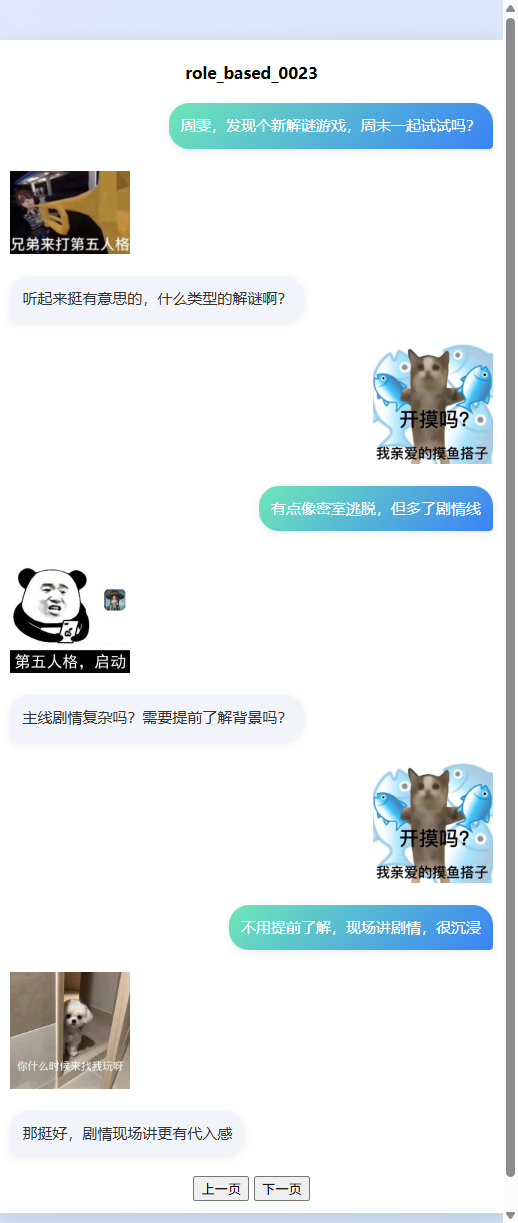 role_based_0023
周雯，发现个新解谜游戏，周末一起试试吗？
兄弟来打第五人格
听起来挺有意思的，什么类型的解谜啊？
开摸吗？
我亲爱的摸鱼搭子
有点像密室逃脱，但多了剧情线
第五人格，启动
主线剧情复杂吗？需要提前了解背景吗？
开摸吗？
我亲爱的摸鱼搭子
不用提前了解，现场讲剧情，很沉浸
你什么时候来找我玩呀
那挺好，剧情现场讲更有代入感
上一页 下一页